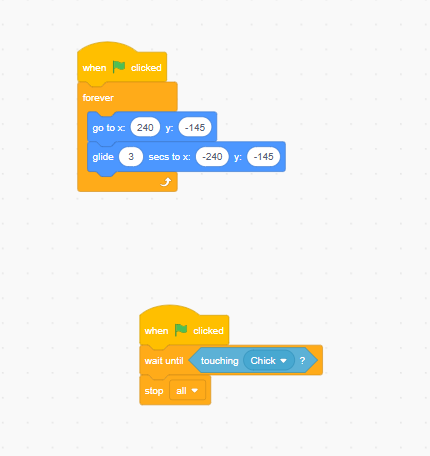 when clicked
forever
go to x: 240 y: -145
glide 3 secs to x: -240 y: -145
when clicked
wait until touching Chick ?
stop all